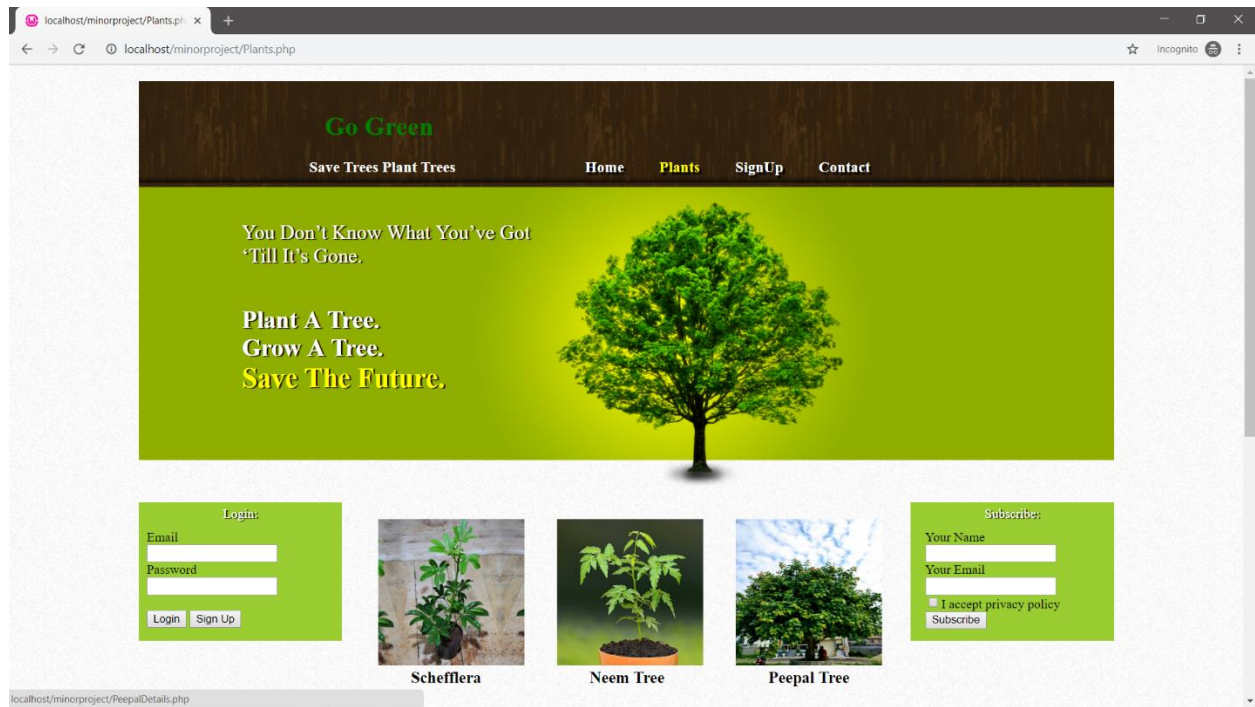 localhost/minorproject/Plants.ph
localhost/minorproject/Plants.php
Incognito
Go Green
Save Trees Plant Trees
Home Plants SignUp Contact
You Don’t Know What You’ve Got
‘Till It’s Gone.
Plant A Tree.
Grow A Tree.
Save The Future.
Login:
Email
Password
Login Sign Up
Schefflera
Neem Tree
Peepal Tree
Subscribe:
Your Name
Your Email
I accept privacy policy
Subscribe
localhost/minorproject/PeepalDetails.php